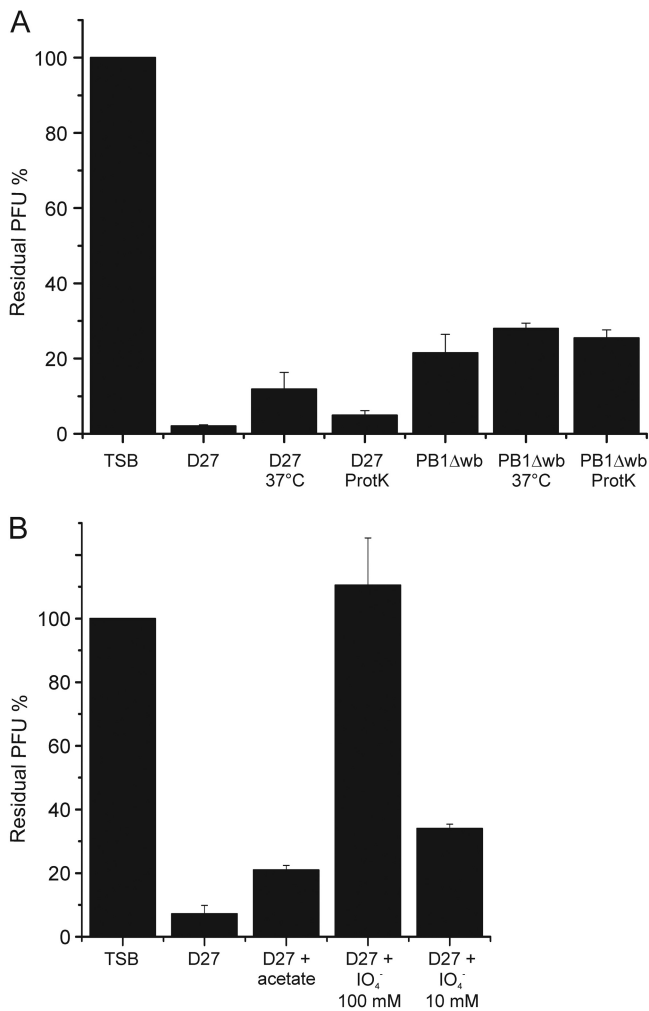 A
Residual PFU %
100
80
60
40
20
0
TSB
D27
D27
37°C
D27
ProtK
PB1Δwb
PB1Δwb
37°C
PB1Δwb
ProtK
B
Residual PFU %
100
80
60
40
20
0
TSB
D27
D27 +
acetate
D27 +
IO₄⁻
100 mM
D27 +
IO₄⁻
10 mM